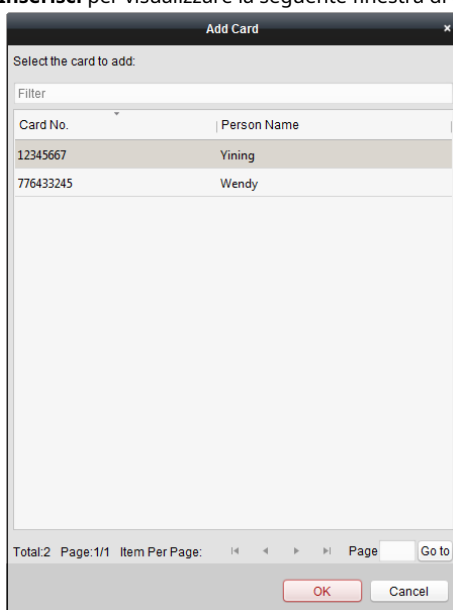 Inserisci per visualizzare la seguente finestra di
Add Card ×
Select the card to add:
Filter
Card No. Person Name
12345667 Yining
776433245 Wendy
Total:2 Page:1/1 Item Per Page: Page Go to
OK Cancel